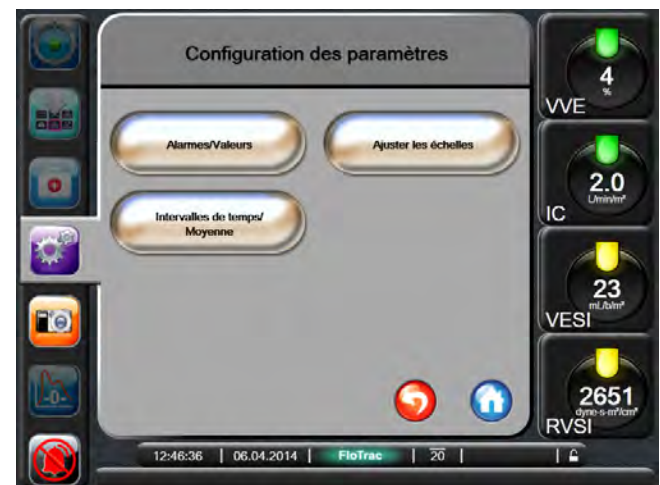 Configuration des paramètres
Alarmes/Valeurs
Ajuster les échelles
Intervalles de temps/
Moyenne
4
%
VVE
2.0
L/min/m²
IC
23
mL/b/m²
VESI
2651
dyne-s-m²/cm⁵
RVSI
-0-
12:46:36 | 06.04.2014 | FloTrac | 20 |